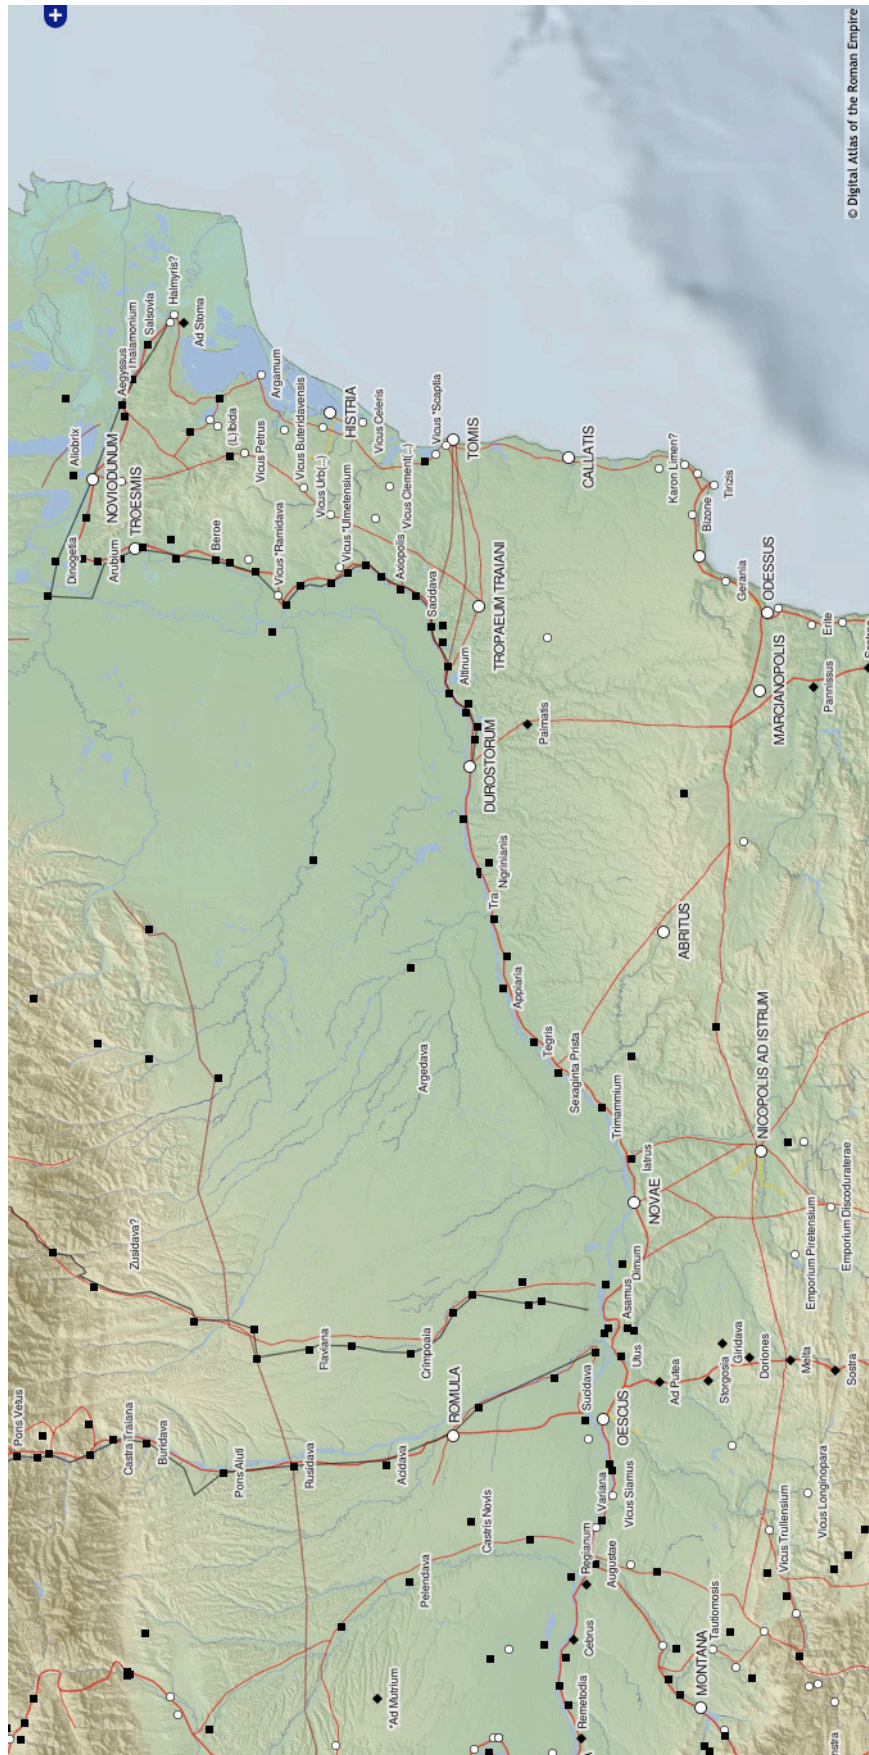 +
© Digital Atlas of the Roman Empire
Pons Vetus
Castra Traiana
Buridava
Pons Aluti
Rusidava
Acidava
ROMULA
Zusidava?
Flaviana
Crimpoaia
Argedava
Castris Novis
Pelendava
*Ad Mutrium
Aliobrix
Dinogetia
Arubium
NOVIODUNUM
TROESMIS
Aegyssus
Thalamonium
Salsovia
Halmyris?
Ad Stoma
Beroe
(L)Ibida
Argamum
Vicus Petrus
Vicus Buteridavensis
Vicus *Ramidava
Vicus Urb(...)
HISTRIA
Vicus Celeris
Vicus *Ulmetensium
Vicus Clement(...)
Axiopolis
Vicus *Scaptia
TOMIS
Sacidava
TROPAEUM TRAIANI
Altinum
CALLATIS
DUROSTORUM
Palmatis
Karon Limen?
Tirizis
Bizone
Gerania
ODESSUS
MARCIANOPOLIS
Erite
Pannissus
Nigrinianis
Tra
Appiaria
Tegris
Sexaginta Prista
ABRITUS
Trimammium
Iatrus
NOVAE
NICOPOLIS AD ISTRUM
Emporium Piretensium
Emporium Discoduraterae
Dimum
Asamus
Utus
Sucidava
OESCUS
Ad Putea
Storgosia
Giridava
Doriones
Melta
Sostra
Variana
Vicus Siamus
Regianum
Augustae
Cebrus
Remetodia
Vicus Trullensium
Vicus Longinopara
Tautiomosis
MONTANA